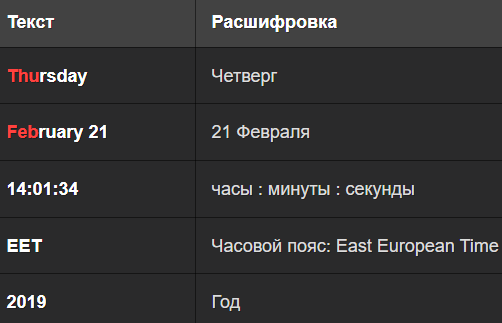 Текст Расшифровка
Thursday Четверг
February 21 21 Февраля
14:01:34 часы : минуты : секунды
EET Часовой пояс: East European Time
2019 Год